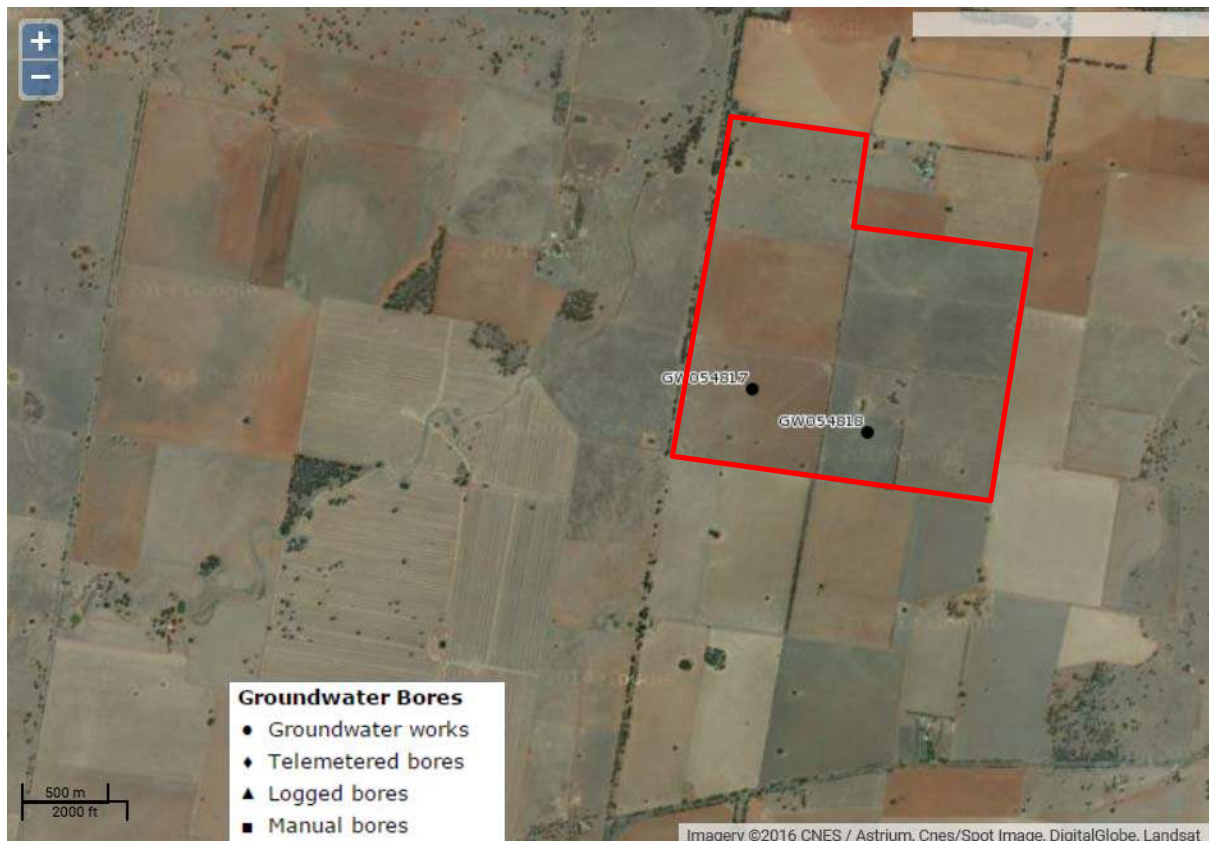 +
−
GW054817
GW054818
Groundwater Bores
Groundwater works
Telemetered bores
Logged bores
Manual bores
500 m
2000 ft
Imagery ©2016 CNES / Astrium, Cnes/Spot Image, DigitalGlobe, Landsat